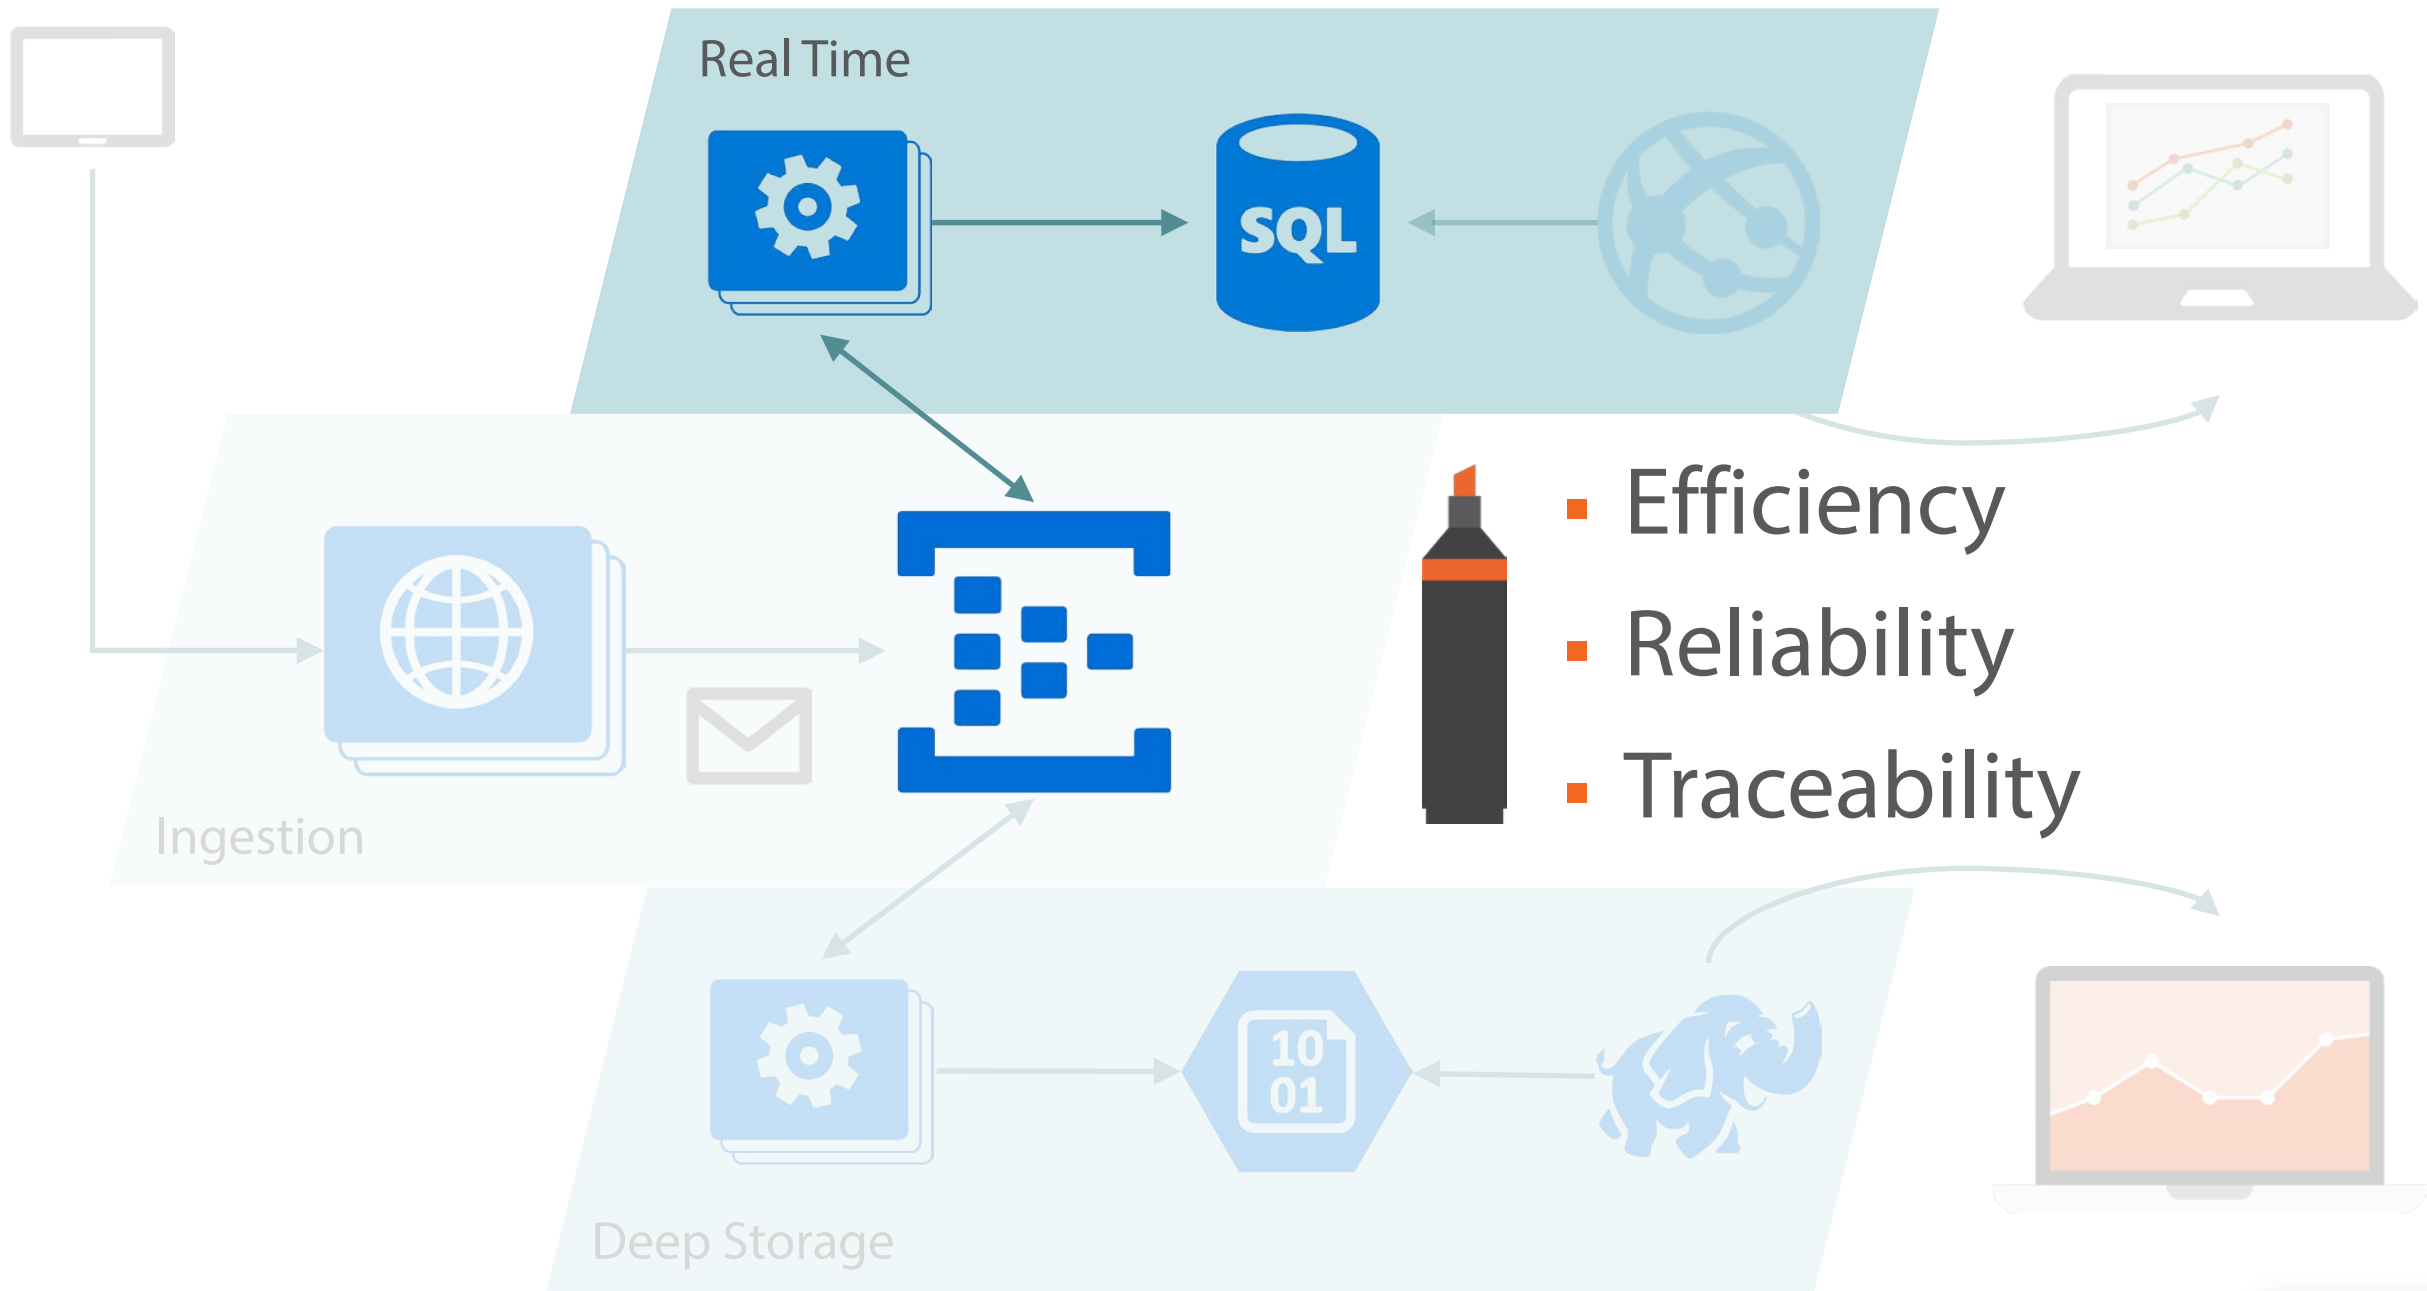 Real Time
SQL
Efficiency
Reliability
Traceability
Ingestion
10
01
Deep Storage